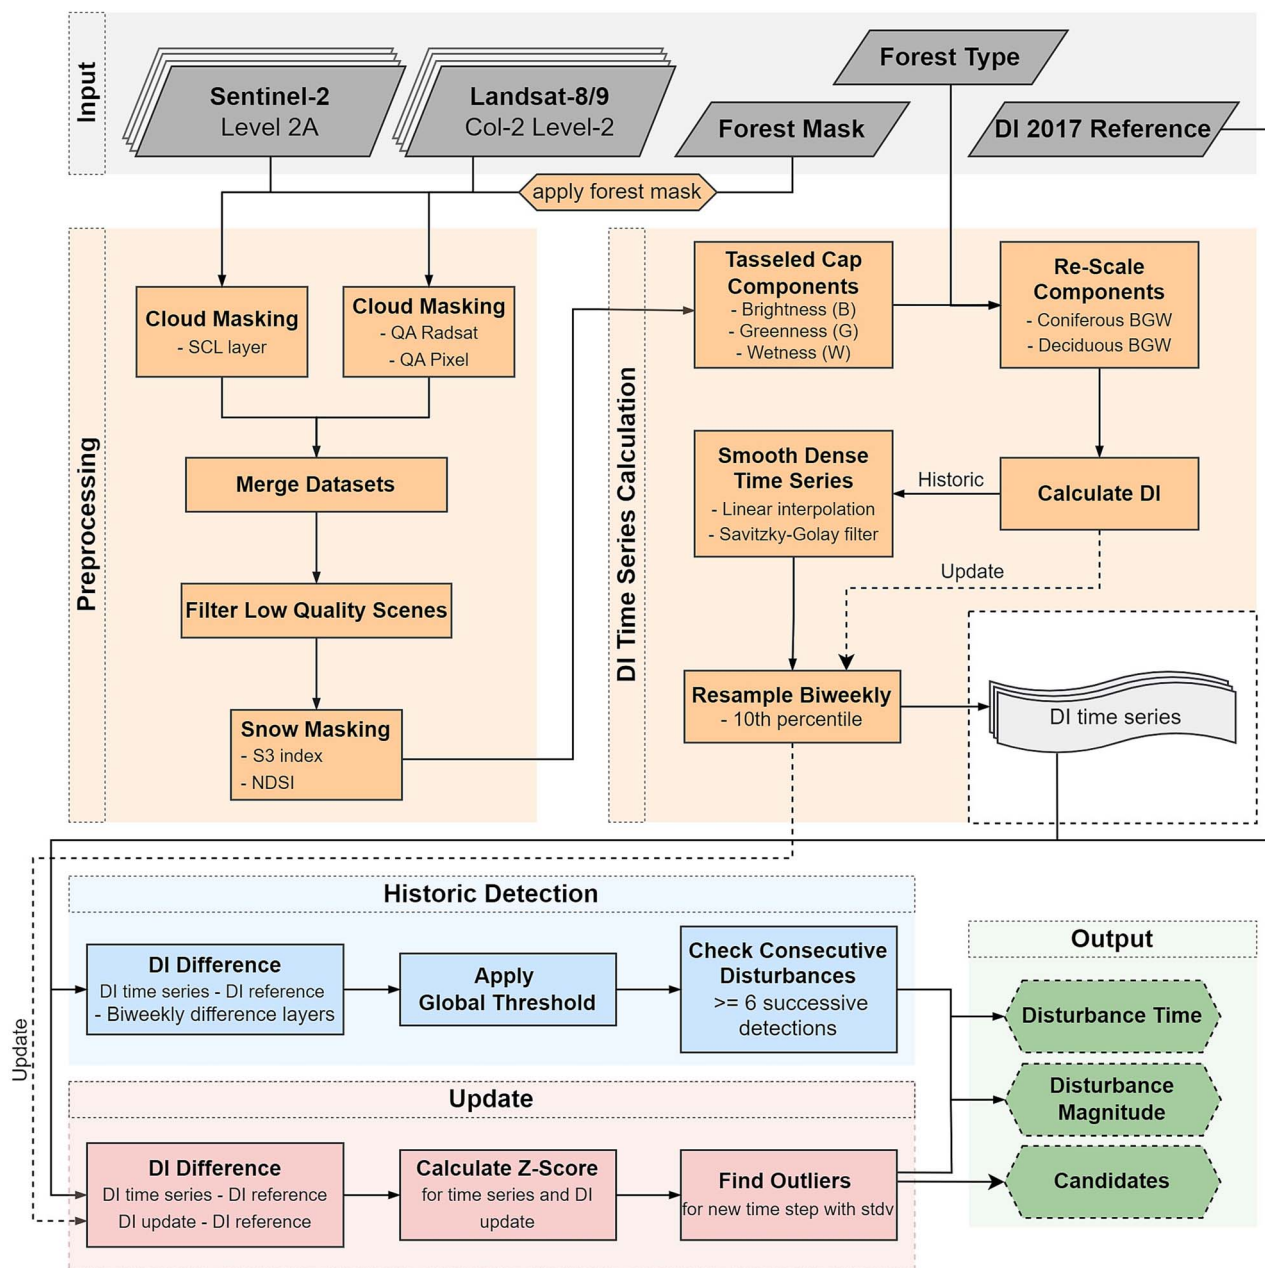 Input
Sentinel-2
Level 2A
Landsat-8/9
Col-2 Level-2
Forest Type
Forest Mask
DI 2017 Reference
apply forest mask
Preprocessing
Cloud Masking
- SCL layer
Cloud Masking
- QA Radsat
- QA Pixel
Merge Datasets
Filter Low Quality Scenes
Snow Masking
- S3 index
- NDSI
DI Time Series Calculation
Tasseled Cap
Components
- Brightness (B)
- Greenness (G)
- Wetness (W)
Re-Scale
Components
- Coniferous BGW
- Deciduous BGW
Smooth Dense
Time Series
- Linear interpolation
- Savitzky-Golay filter
Historic
Calculate DI
Update
Resample Biweekly
- 10th percentile
DI time series
Update
Historic Detection
DI Difference
DI time series - DI reference
- Biweekly difference layers
Apply
Global Threshold
Check Consecutive
Disturbances
>= 6 successive
detections
Update
DI Difference
DI time series - DI reference
DI update - DI reference
Calculate Z-Score
for time series and DI
update
Find Outliers
for new time step with stdv
Output
Disturbance Time
Disturbance
Magnitude
Candidates